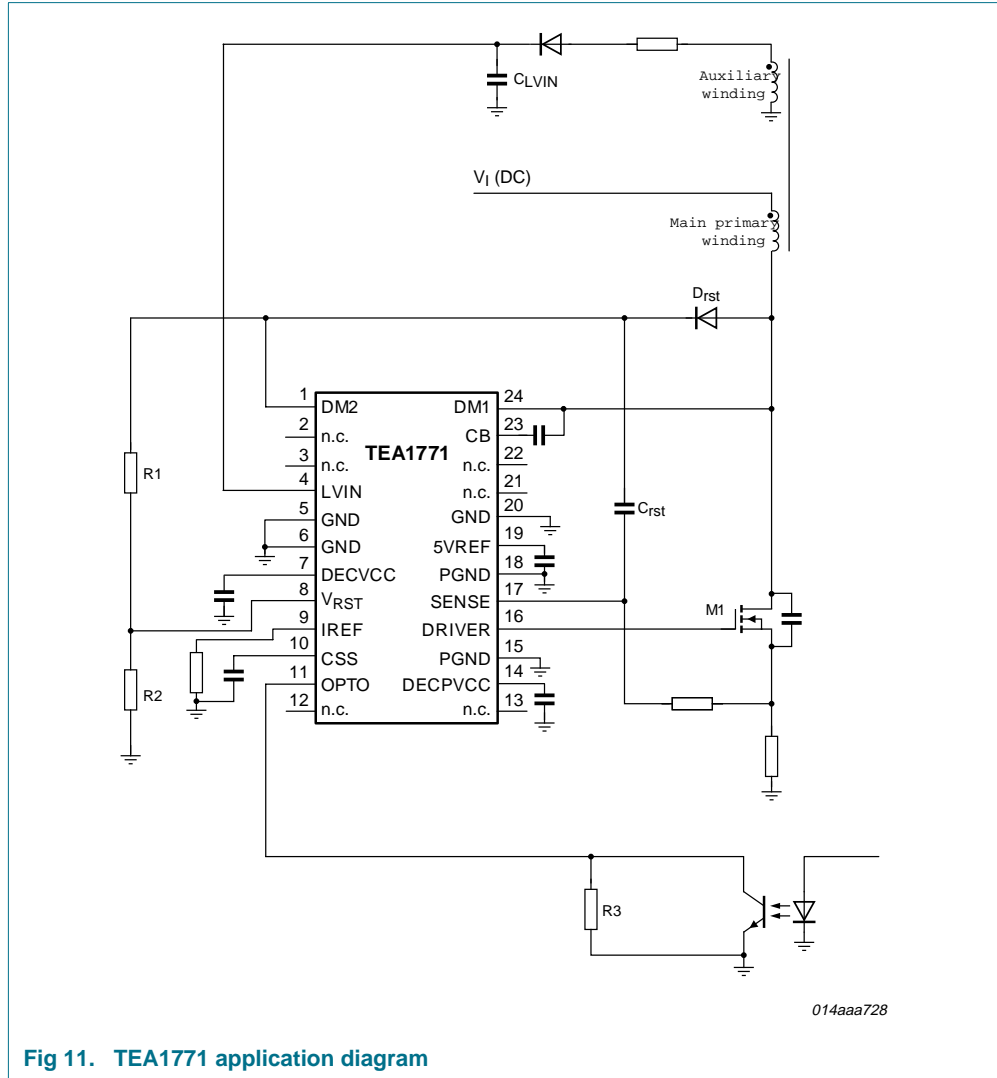 CLVIN
Auxiliary
winding
VI (DC)
Main primary
winding
Drst
1 DM2 DM1 24
2 n.c. CB 23
TEA1771
3 n.c. n.c. 22
4 LVIN n.c. 21
5 GND GND 20
6 GND 5VREF 19
7 DECVCC PGND 18
8 VRST SENSE 17
9 IREF DRIVER 16
10 CSS PGND 15
11 OPTO DECPVCC 14
12 n.c. n.c. 13
R1
Crst
M1
R2
R3
014aaa728
Fig 11. TEA1771 application diagram